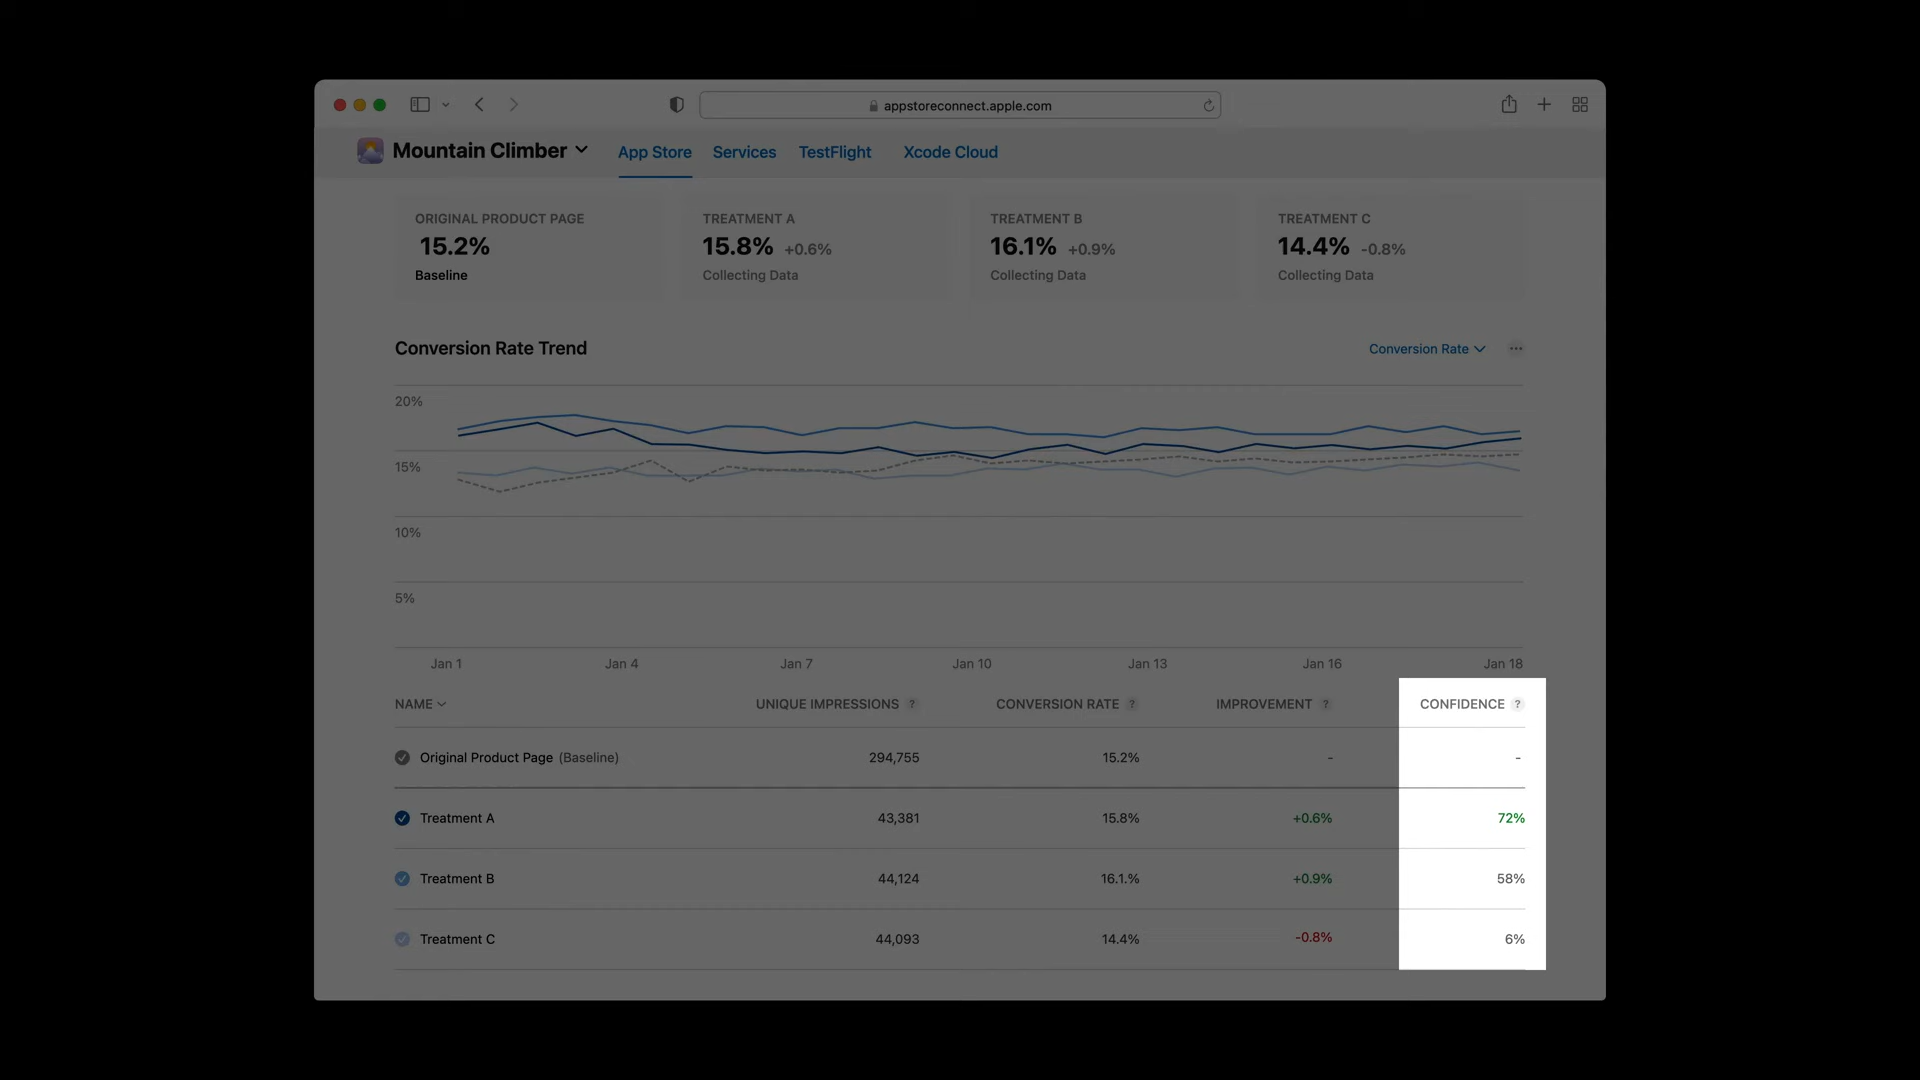 appstoreconnect.apple.com
Mountain Climber App Store Services TestFlight Xcode Cloud
ORIGINAL PRODUCT PAGE TREATMENT A TREATMENT B TREATMENT C
15.2% 15.8% +0.6% 16.1% +0.9% 14.4% -0.8%
Baseline Collecting Data Collecting Data Collecting Data
Conversion Rate Trend Conversion Rate
20%
15%
10%
5%
Jan 1 Jan 4 Jan 7 Jan 10 Jan 13 Jan 16 Jan 18
NAME UNIQUE IMPRESSIONS ? CONVERSION RATE ? IMPROVEMENT ? CONFIDENCE ?
Original Product Page (Baseline) 294,755 15.2% - -
Treatment A 43,381 15.8% +0.6% 72%
Treatment B 44,124 16.1.% +0.9% 58%
Treatment C 44,093 14.4% -0.8% 6%